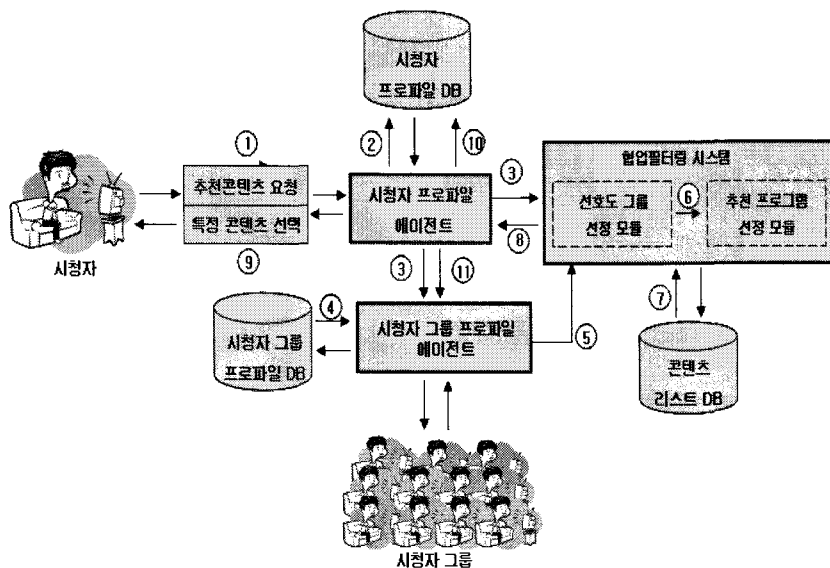 시청자
프로파일 DB
①
②
⑩
추천콘텐츠 요청
특정 콘텐츠 선택
⑨
시청자
시청자 프로파일
에이전트
③
⑧
협업필터링 시스템
선호도 그룹
선정 모듈
⑥
추천 프로그램
선정 모듈
③
⑪
④
시청자 그룹
프로파일 DB
시청자 그룹 프로파일
에이전트
⑤
⑦
콘텐츠
리스트 DB
시청자 그룹